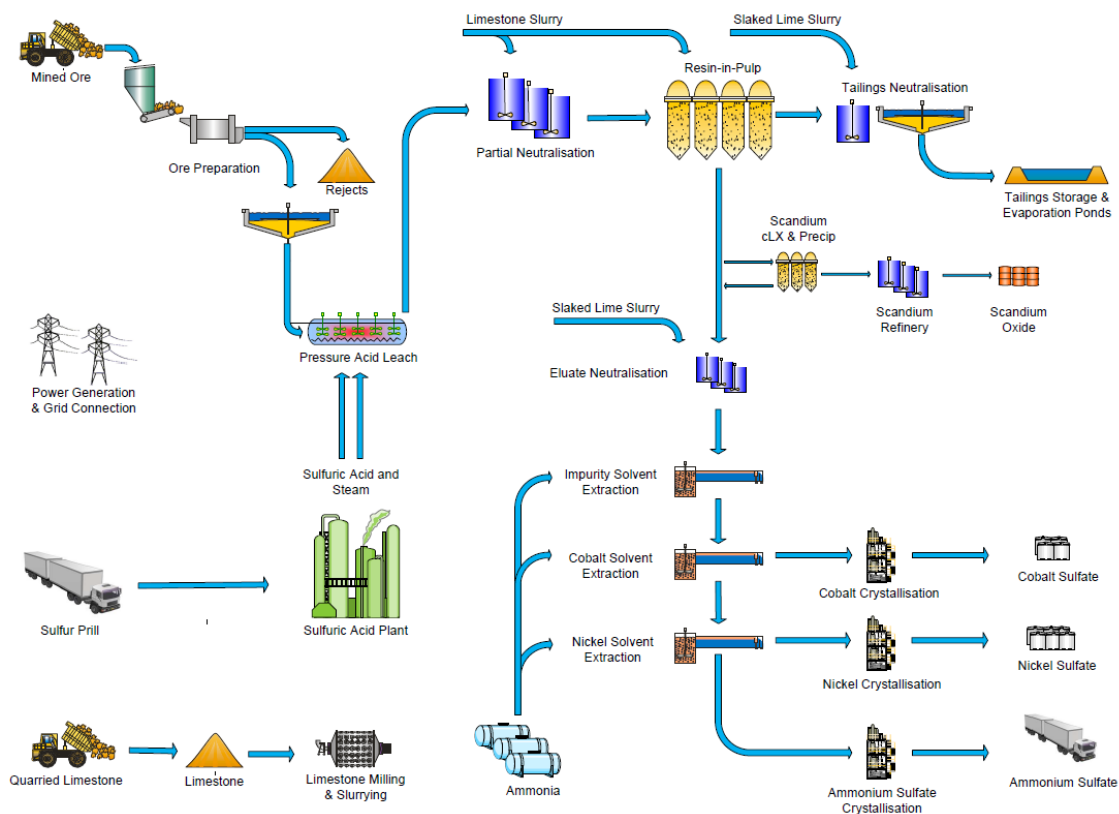 Limestone Slurry
Slaked Lime Slurry
Mined Ore
Resin-in-Pulp
Tailings Neutralisation
Partial Neutralisation
Ore Preparation
Rejects
Tailings Storage &
Evaporation Ponds
Scandium
cLX & Precip
Slaked Lime Slurry
Scandium
Refinery
Scandium
Oxide
Pressure Acid Leach
Eluate Neutralisation
Power Generation
& Grid Connection
Sulfuric Acid and
Steam
Impurity Solvent
Extraction
Cobalt Solvent
Extraction
Cobalt Crystallisation
Cobalt Sulfate
Sulfur Prill
Sulfuric Acid Plant
Nickel Solvent
Extraction
Nickel Crystallisation
Nickel Sulfate
Quarried Limestone
Limestone
Limestone Milling
& Slurrying
Ammonia
Ammonium Sulfate
Crystallisation
Ammonium Sulfate